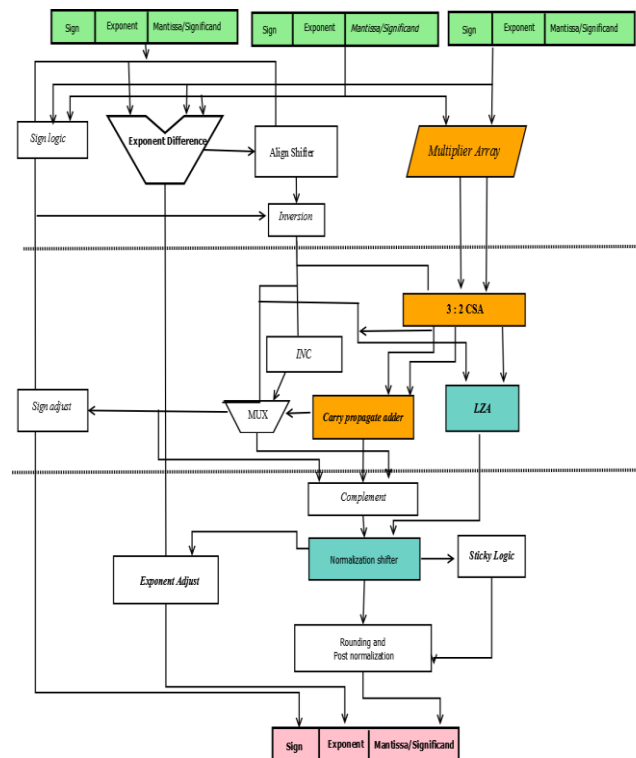 Sign Exponent Mantissa/Significand
Sign Exponent Mantissa/Significand
Sign Exponent Mantissa/Significand
Sign logic
Exponent Difference
Align Shifter
Multiplier Array
Inversion
3 : 2 CSA
INC
Sign adjust
MUX
Carry propagate adder
LZA
Complement
Normalization shifter
Sticky Logic
Exponent Adjust
Rounding and
Post normalization
Sign Exponent Mantissa/Significand